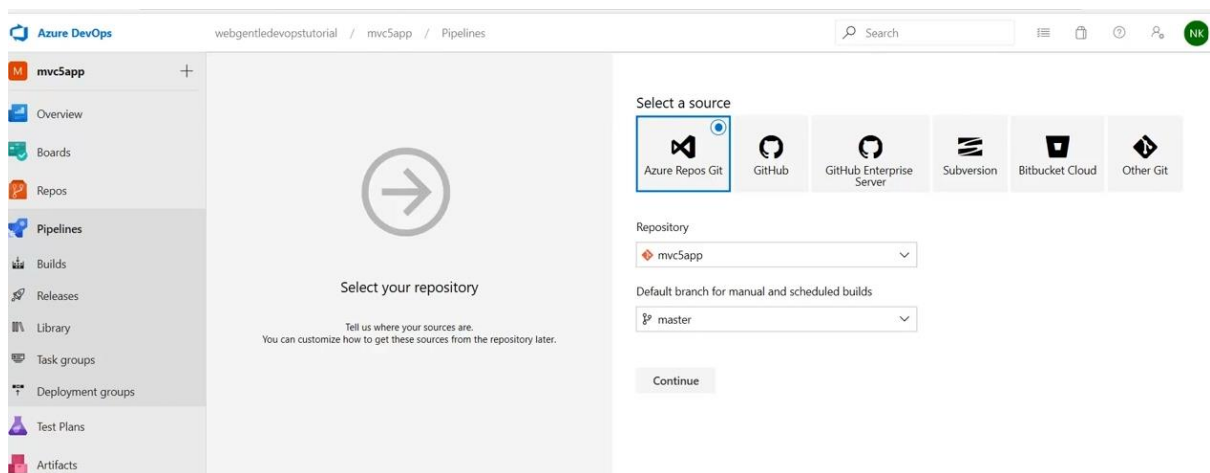 Azure DevOps
webgentledevopstutorial / mvc5app / Pipelines
Search
NK
M mvc5app +
Overview
Boards
Repos
Pipelines
Builds
Releases
Library
Task groups
Deployment groups
Test Plans
Artifacts
Select your repository
Tell us where your sources are.
You can customize how to get these sources from the repository later.
Select a source
Azure Repos Git
GitHub
GitHub Enterprise
Server
Subversion
Bitbucket Cloud
Other Git
Repository
mvc5app
Default branch for manual and scheduled builds
master
Continue